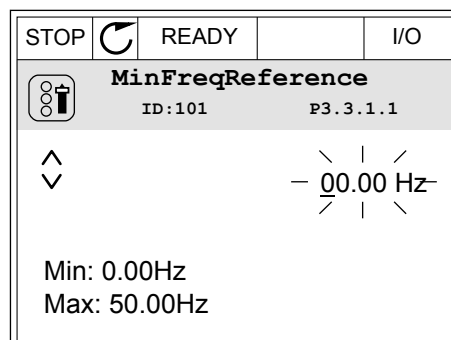 STOP READY I/O
MinFreqReference
ID:101 P3.3.1.1
00.00 Hz
Min: 0.00Hz
Max: 50.00Hz